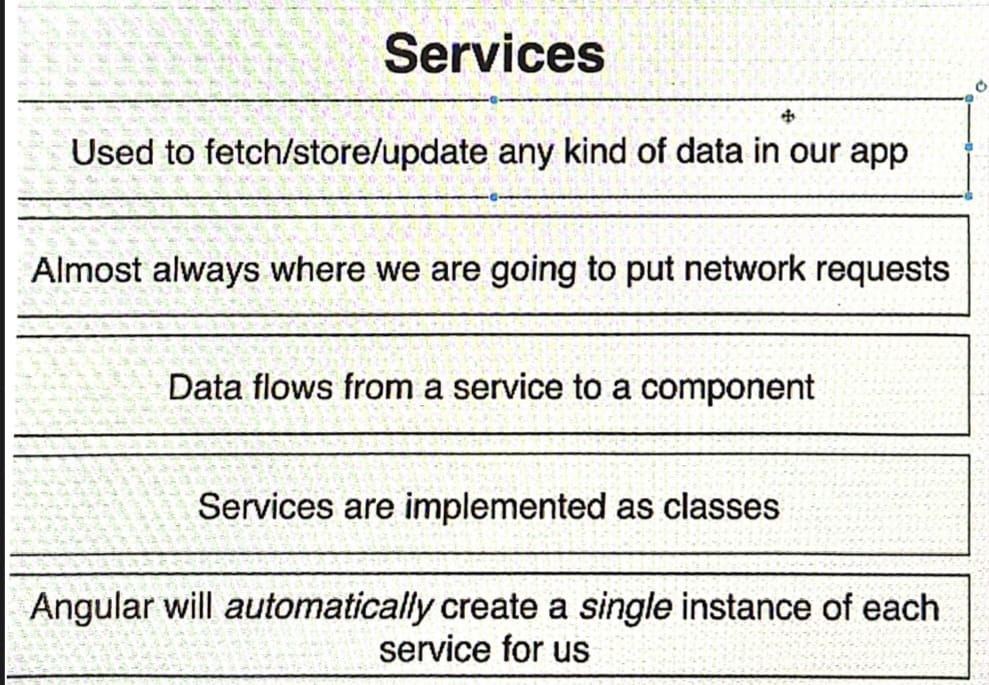 Services
Used to fetch/store/update any kind of data in our app
Almost always where we are going to put network requests
Data flows from a service to a component
Services are implemented as classes
Angular will automatically create a single instance of each
service for us